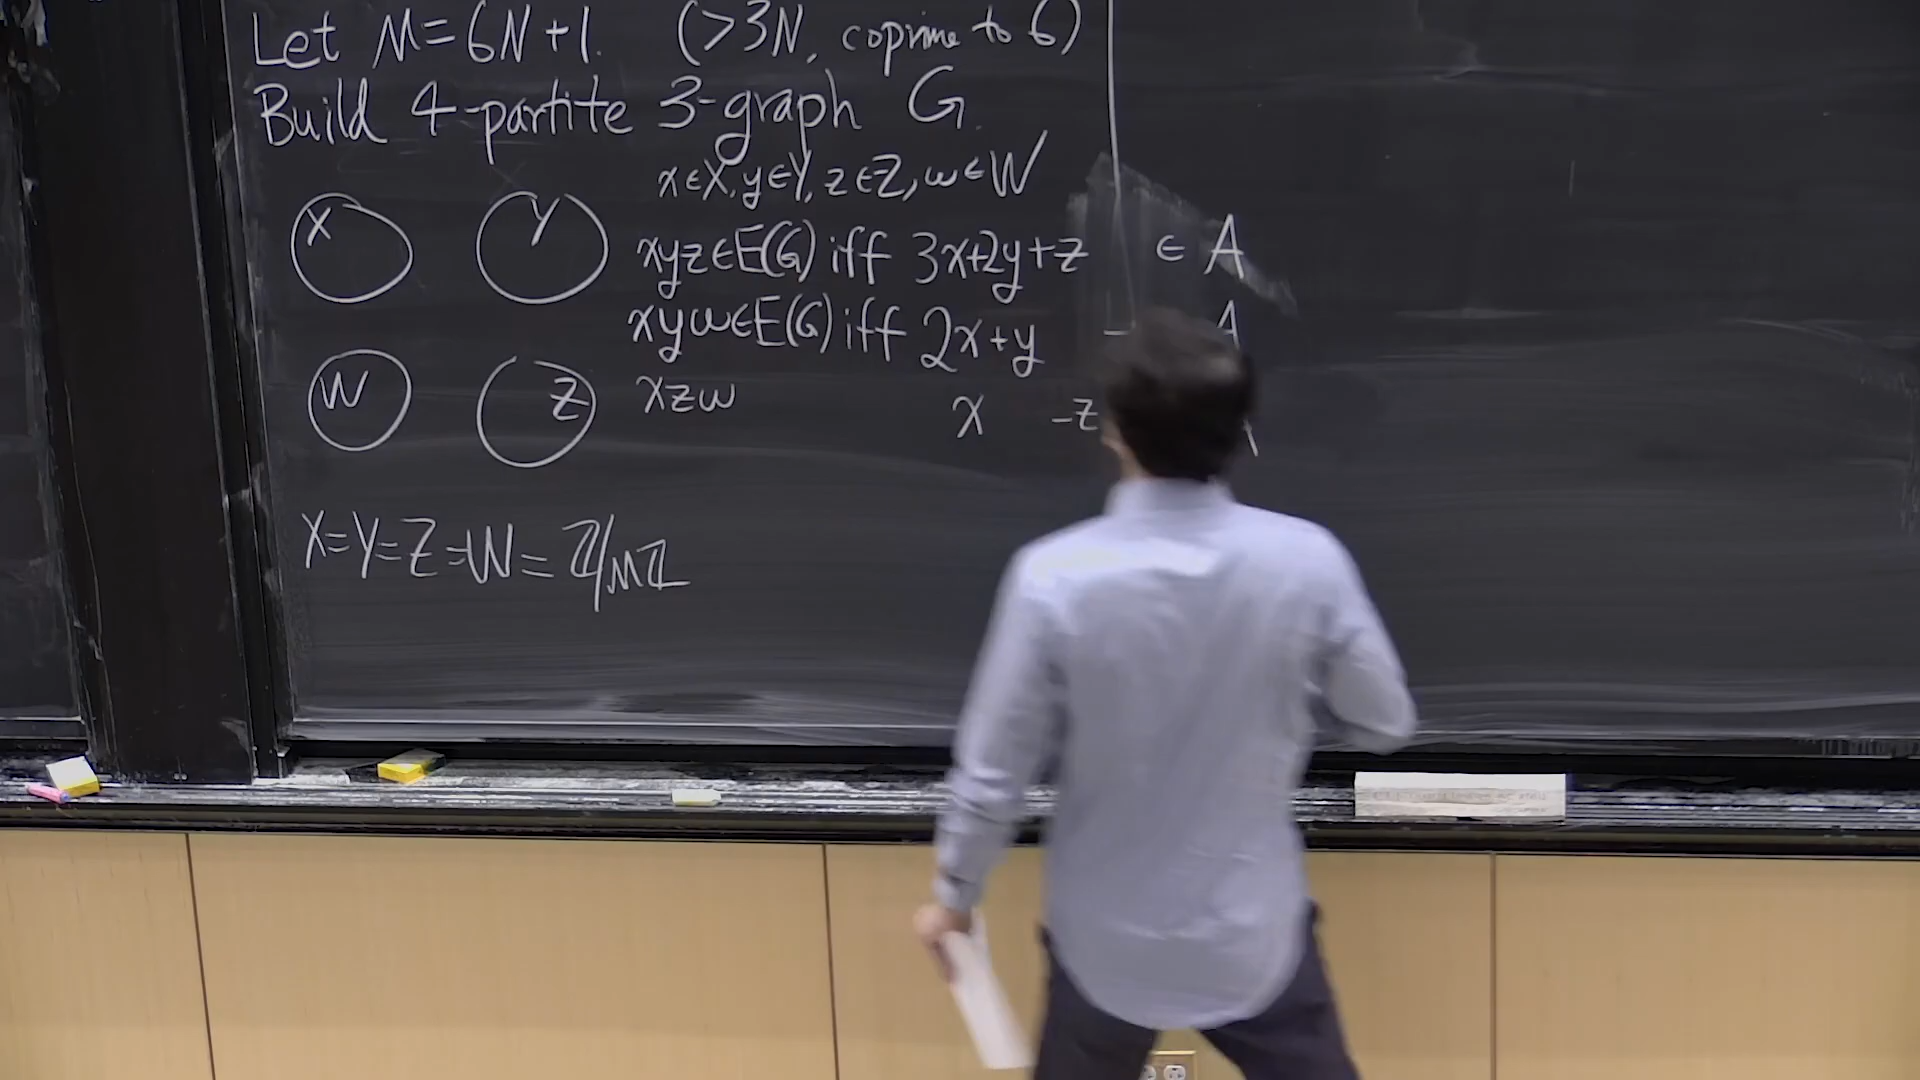 Let M=6N+1. (>3N, coprime to 6)
Build 4-partite 3-graph G.
x∈X, y∈Y, z∈Z, w∈W
X Y
xyz∈E(G) iff 3x+2y+z ∈ A
xyw∈E(G) iff 2x+y - A
W Z
xzw x -z
X=Y=Z=W=ℤ/Mℤ